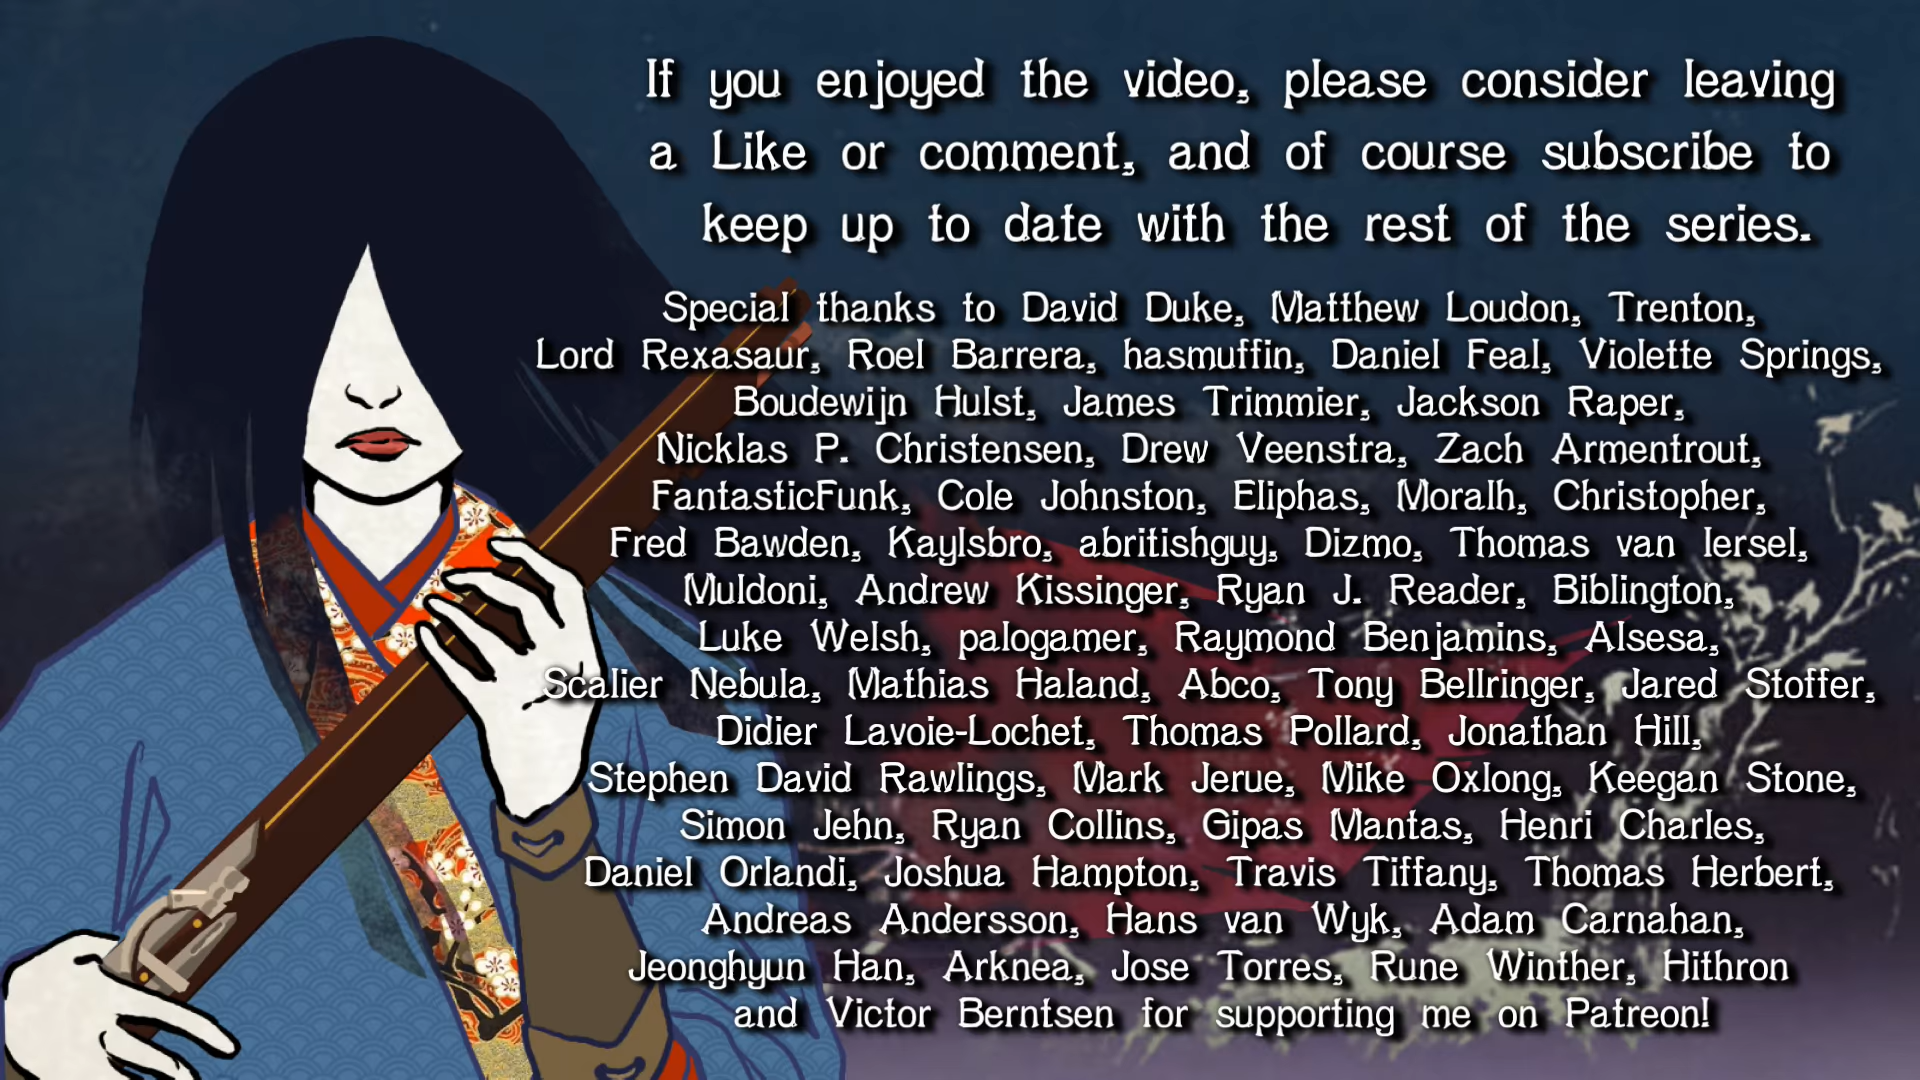 If you enjoyed the video, please consider leaving
a Like or comment, and of course subscribe to
keep up to date with the rest of the series.
Special thanks to David Duke, Matthew Loudon, Trenton,
Lord Rexasaur, Roel Barrera, hasmuffin, Daniel Feal, Violette Springs,
Boudewijn Hulst, James Trimmier, Jackson Raper,
Nicklas P. Christensen, Drew Veenstra, Zach Armentrout,
FantasticFunk, Cole Johnston, Eliphas, Moralh, Christopher,
Fred Bawden, KayIsbro, abritishguy, Dizmo, Thomas van Iersel,
Muldoni, Andrew Kissinger, Ryan J. Reader, Biblington,
Luke Welsh, palogamer, Raymond Benjamins, Alsesa,
Scalier Nebula, Mathias Haland, Abco, Tony Bellringer, Jared Stoffer,
Didier Lavoie-Lochet, Thomas Pollard, Jonathan Hill,
Stephen David Rawlings, Mark Jerue, Mike Oxlong, Keegan Stone,
Simon Jehn, Ryan Collins, Gipas Mantas, Henri Charles,
Daniel Orlandi, Joshua Hampton, Travis Tiffany, Thomas Herbert,
Andreas Andersson, Hans van Wyk, Adam Carnahan,
Jeonghyun Han, Arknea, Jose Torres, Rune Winther, Hithron
and Victor Berntsen for supporting me on Patreon!